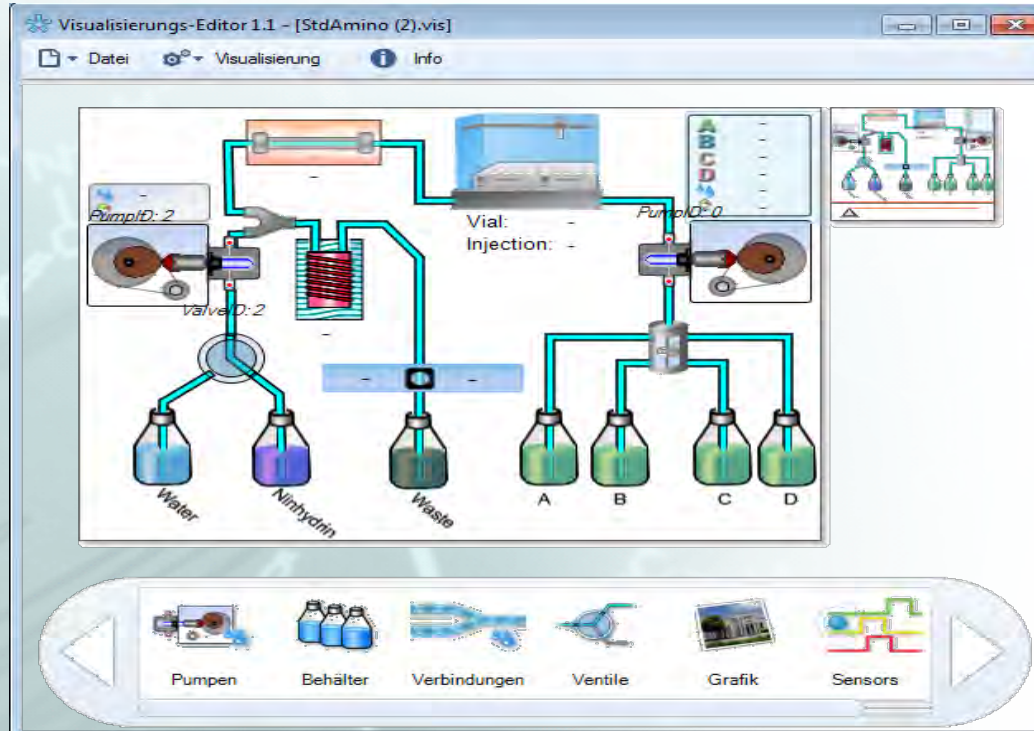 Visualisierungs-Editor 1.1 - [StdAmino (2).vis]
Datei Visualisierung Info
A -
B -
C -
D -
-
-
-
-
PumpID: 2
Vial: -
Injection: -
PumpID: 0
ValveID: 2
-
- -
Water
Ninhydrin
Waste
A B C D
Pumpen Behälter Verbindungen Ventile Grafik Sensors